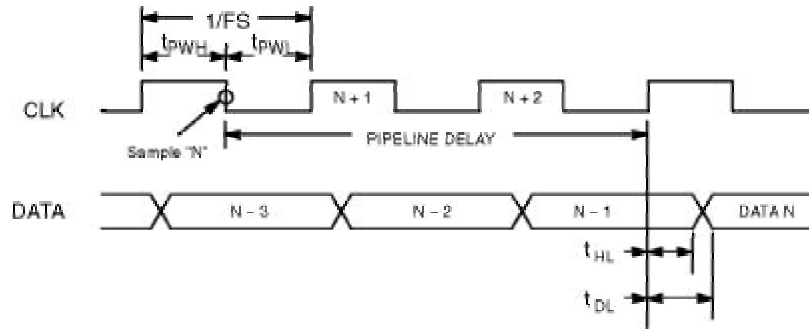 1/FS
tPWH tPWL
CLK
N + 1
N + 2
Sample "N"
PIPELINE DELAY
DATA
N – 3
N – 2
N – 1
DATA N
tHL
tDL